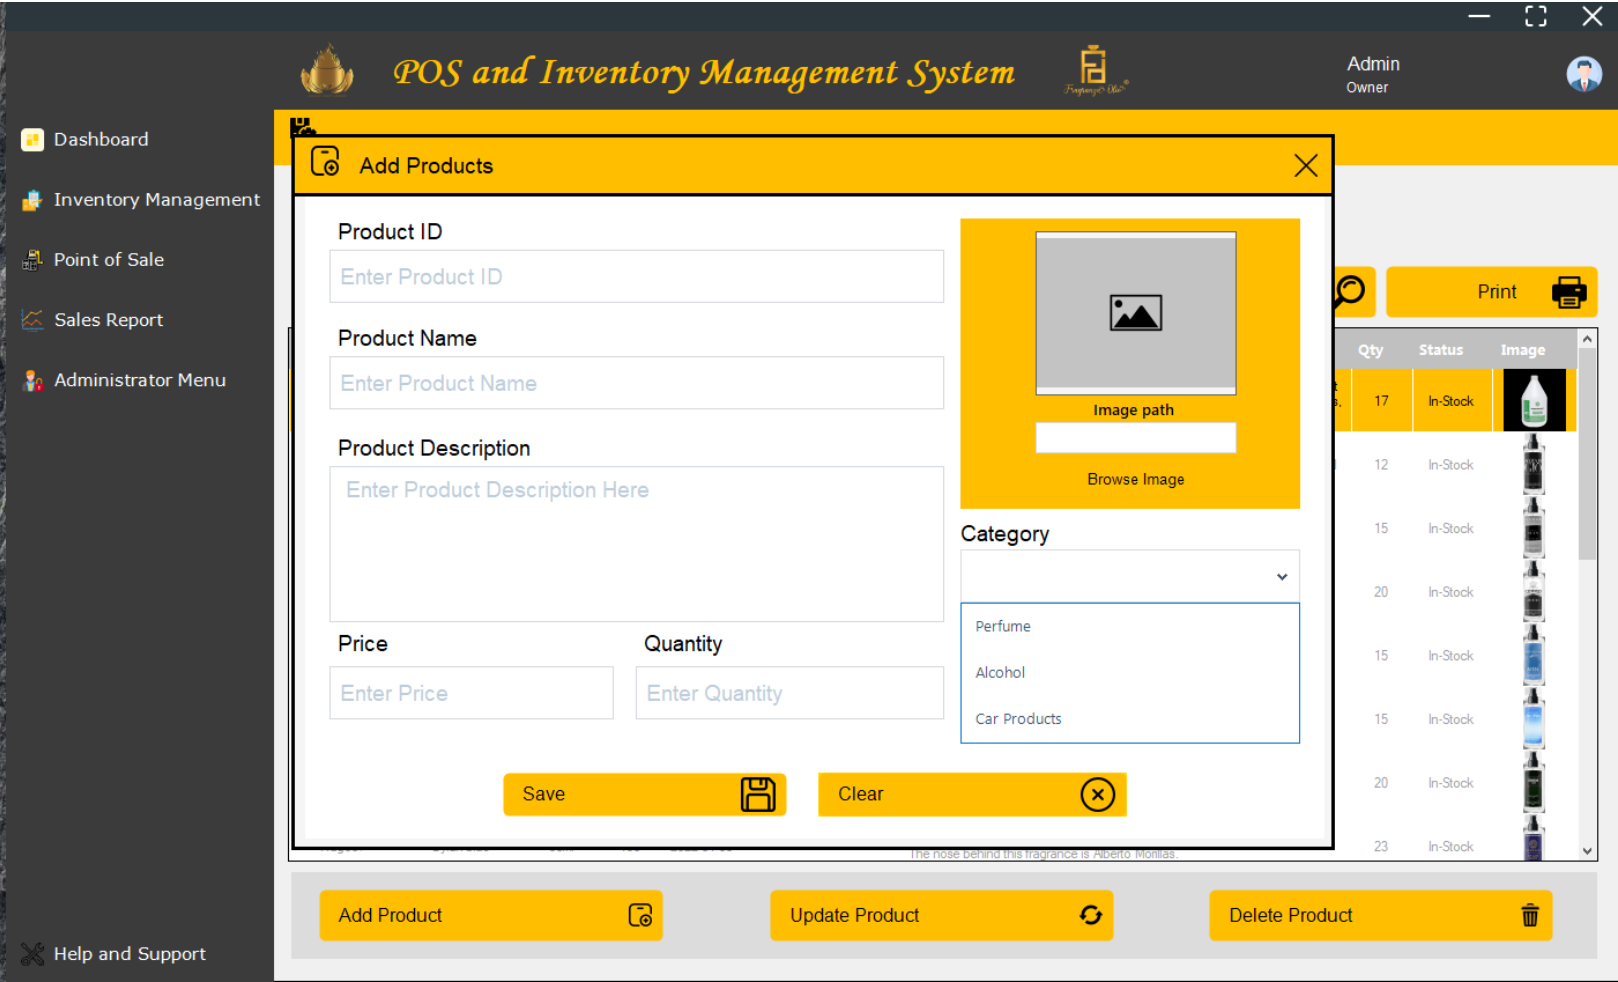 POS and Inventory Management System
Admin
Owner
Dashboard
Inventory Management
Point of Sale
Sales Report
Administrator Menu
Help and Support
Add Products
Product ID
Enter Product ID
Product Name
Enter Product Name
Product Description
Enter Product Description Here
Price
Quantity
Enter Price
Enter Quantity
Image path
Browse Image
Category
Perfume
Alcohol
Car Products
Save
Clear
Print
Qty Status Image
17 In-Stock
12 In-Stock
15 In-Stock
20 In-Stock
15 In-Stock
15 In-Stock
20 In-Stock
23 In-Stock
The nose behind this fragrance is Alberto Morillas.
Add Product
Update Product
Delete Product